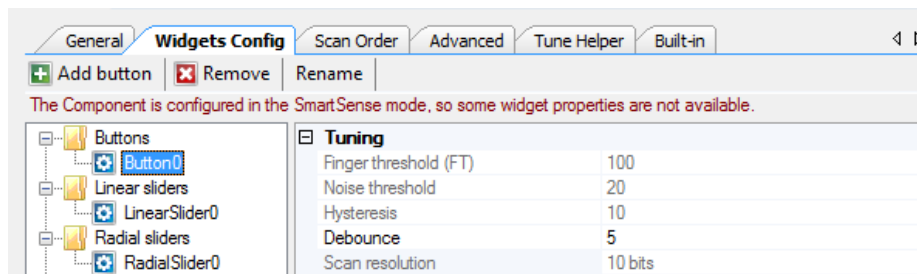 General Widgets Config Scan Order Advanced Tune Helper Built-in
Add button Remove Rename
The Component is configured in the SmartSense mode, so some widget properties are not available.
Buttons
Button0
Linear sliders
LinearSlider0
Radial sliders
RadialSlider0
Tuning
Finger threshold (FT) 100
Noise threshold 20
Hysteresis 10
Debounce 5
Scan resolution 10 bits